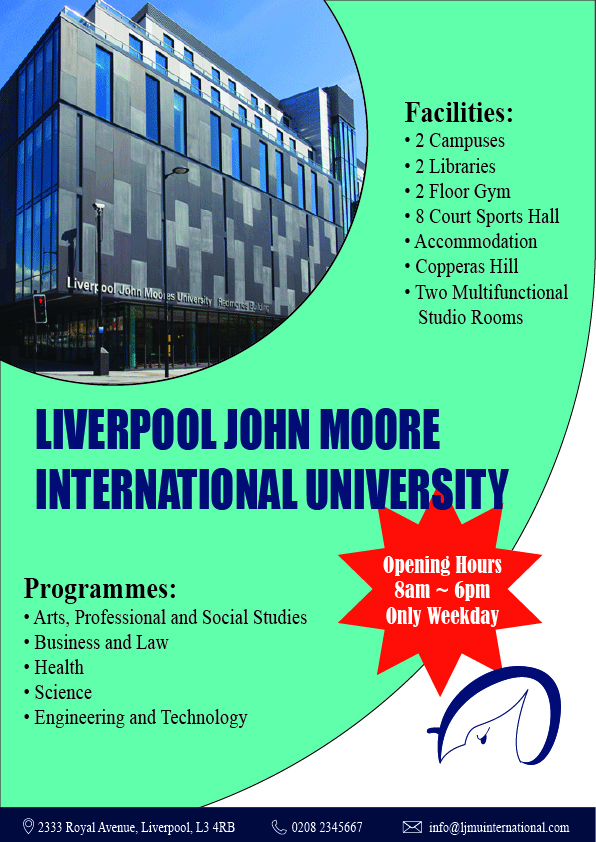 Liverpool John Moores University Redmonds Building
Facilities:
• 2 Campuses
• 2 Libraries
• 2 Floor Gym
• 8 Court Sports Hall
• Accommodation
• Copperas Hill
• Two Multifunctional
Studio Rooms
LIVERPOOL JOHN MOORE
INTERNATIONAL UNIVERSITY
Opening Hours
8am ~ 6pm
Only Weekday
Programmes:
• Arts, Professional and Social Studies
• Business and Law
• Health
• Science
• Engineering and Technology
2333 Royal Avenue, Liverpool, L3 4RB
0208 2345667
info@ljmuinternational.com